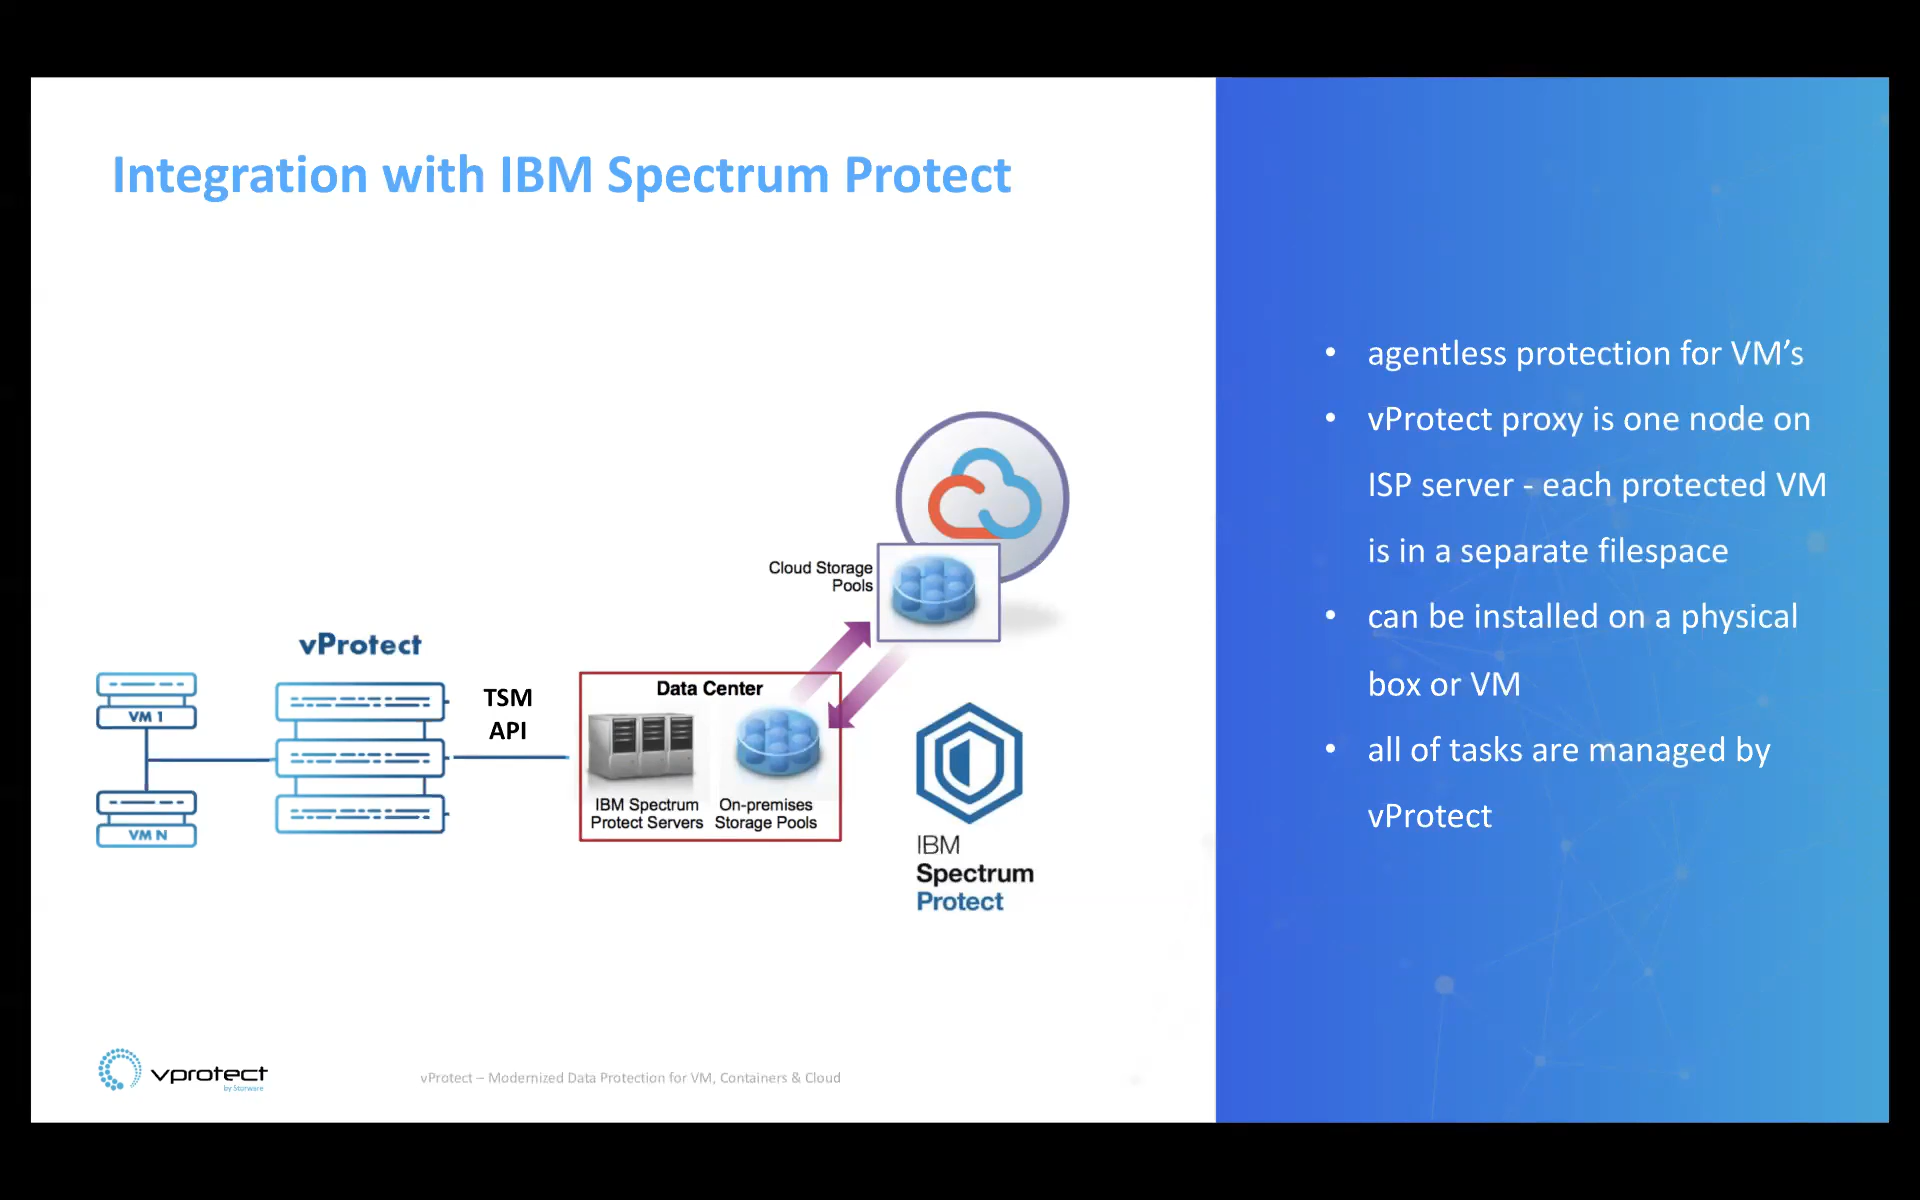 Integration with IBM Spectrum Protect
• agentless protection for VM’s
• vProtect proxy is one node on
ISP server - each protected VM
is in a separate filespace
• can be installed on a physical
box or VM
• all of tasks are managed by
vProtect
Cloud Storage
Pools
vProtect
VM 1
VM N
TSM
API
Data Center
IBM Spectrum
Protect Servers
On-premises
Storage Pools
IBM
Spectrum
Protect
vprotect
by Storware
vProtect – Modernized Data Protection for VM, Containers & Cloud